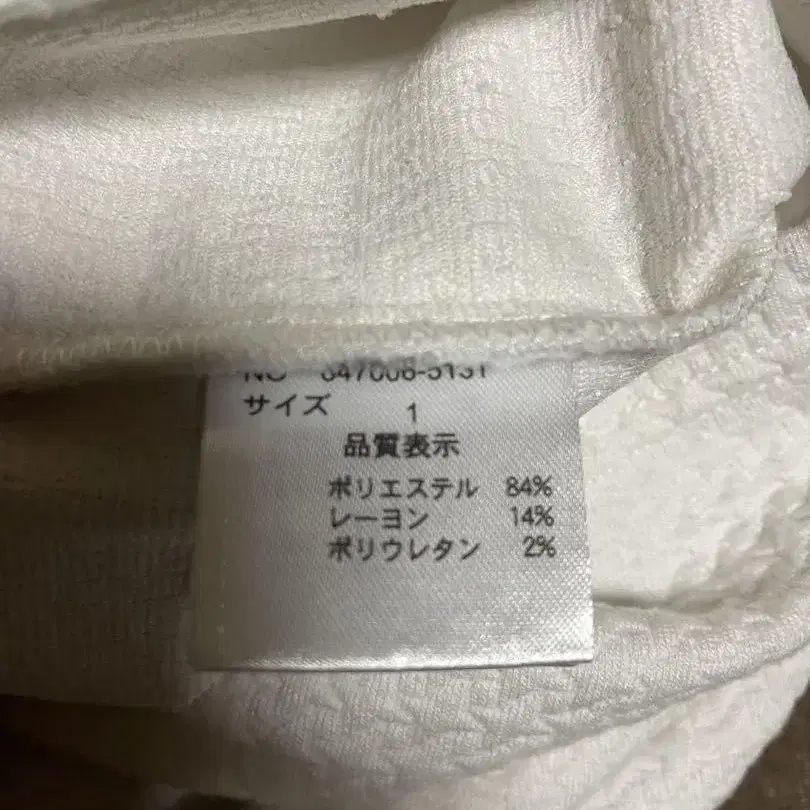 サイズ 1
品質表示
ポリエステル 84%
レーヨン 14%
ポリウレタン 2%